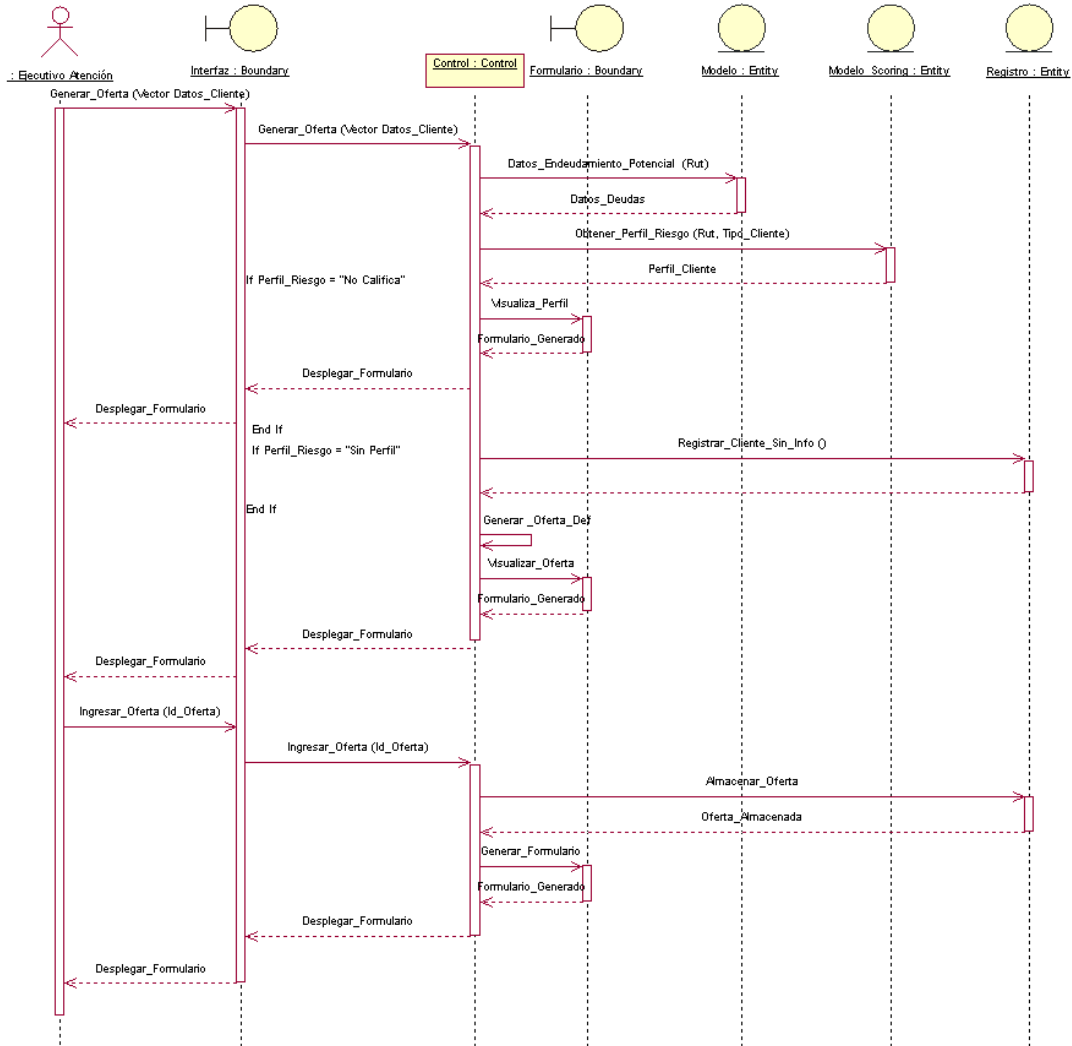 : Ejecutivo Atención
Interfaz : Boundary
Control : Control
Formulario : Boundary
Modelo : Entity
Modelo_Scoring : Entity
Registro : Entity
Generar_Oferta (Vector Datos_Cliente)
Generar_Oferta (Vector Datos_Cliente)
Datos_Endeudamiento_Potencial (Rut)
Datos_Deudas
Obtener_Perfil_Riesgo (Rut, Tipo_Cliente)
Perfil_Cliente
If Perfil_Riesgo = "No Califica"
Visualiza_Perfil
Formulario_Generado
Desplegar_Formulario
Desplegar_Formulario
End If
If Perfil_Riesgo = "Sin Perfil"
Registrar_Cliente_Sin_Info ()
End If
Generar _Oferta_Def
Visualizar_Oferta
Formulario_Generado
Desplegar_Formulario
Desplegar_Formulario
Ingresar_Oferta (Id_Oferta)
Ingresar_Oferta (Id_Oferta)
Almacenar_Oferta
Oferta_Almacenada
Generar_Formulario
Formulario_Generado
Desplegar_Formulario
Desplegar_Formulario